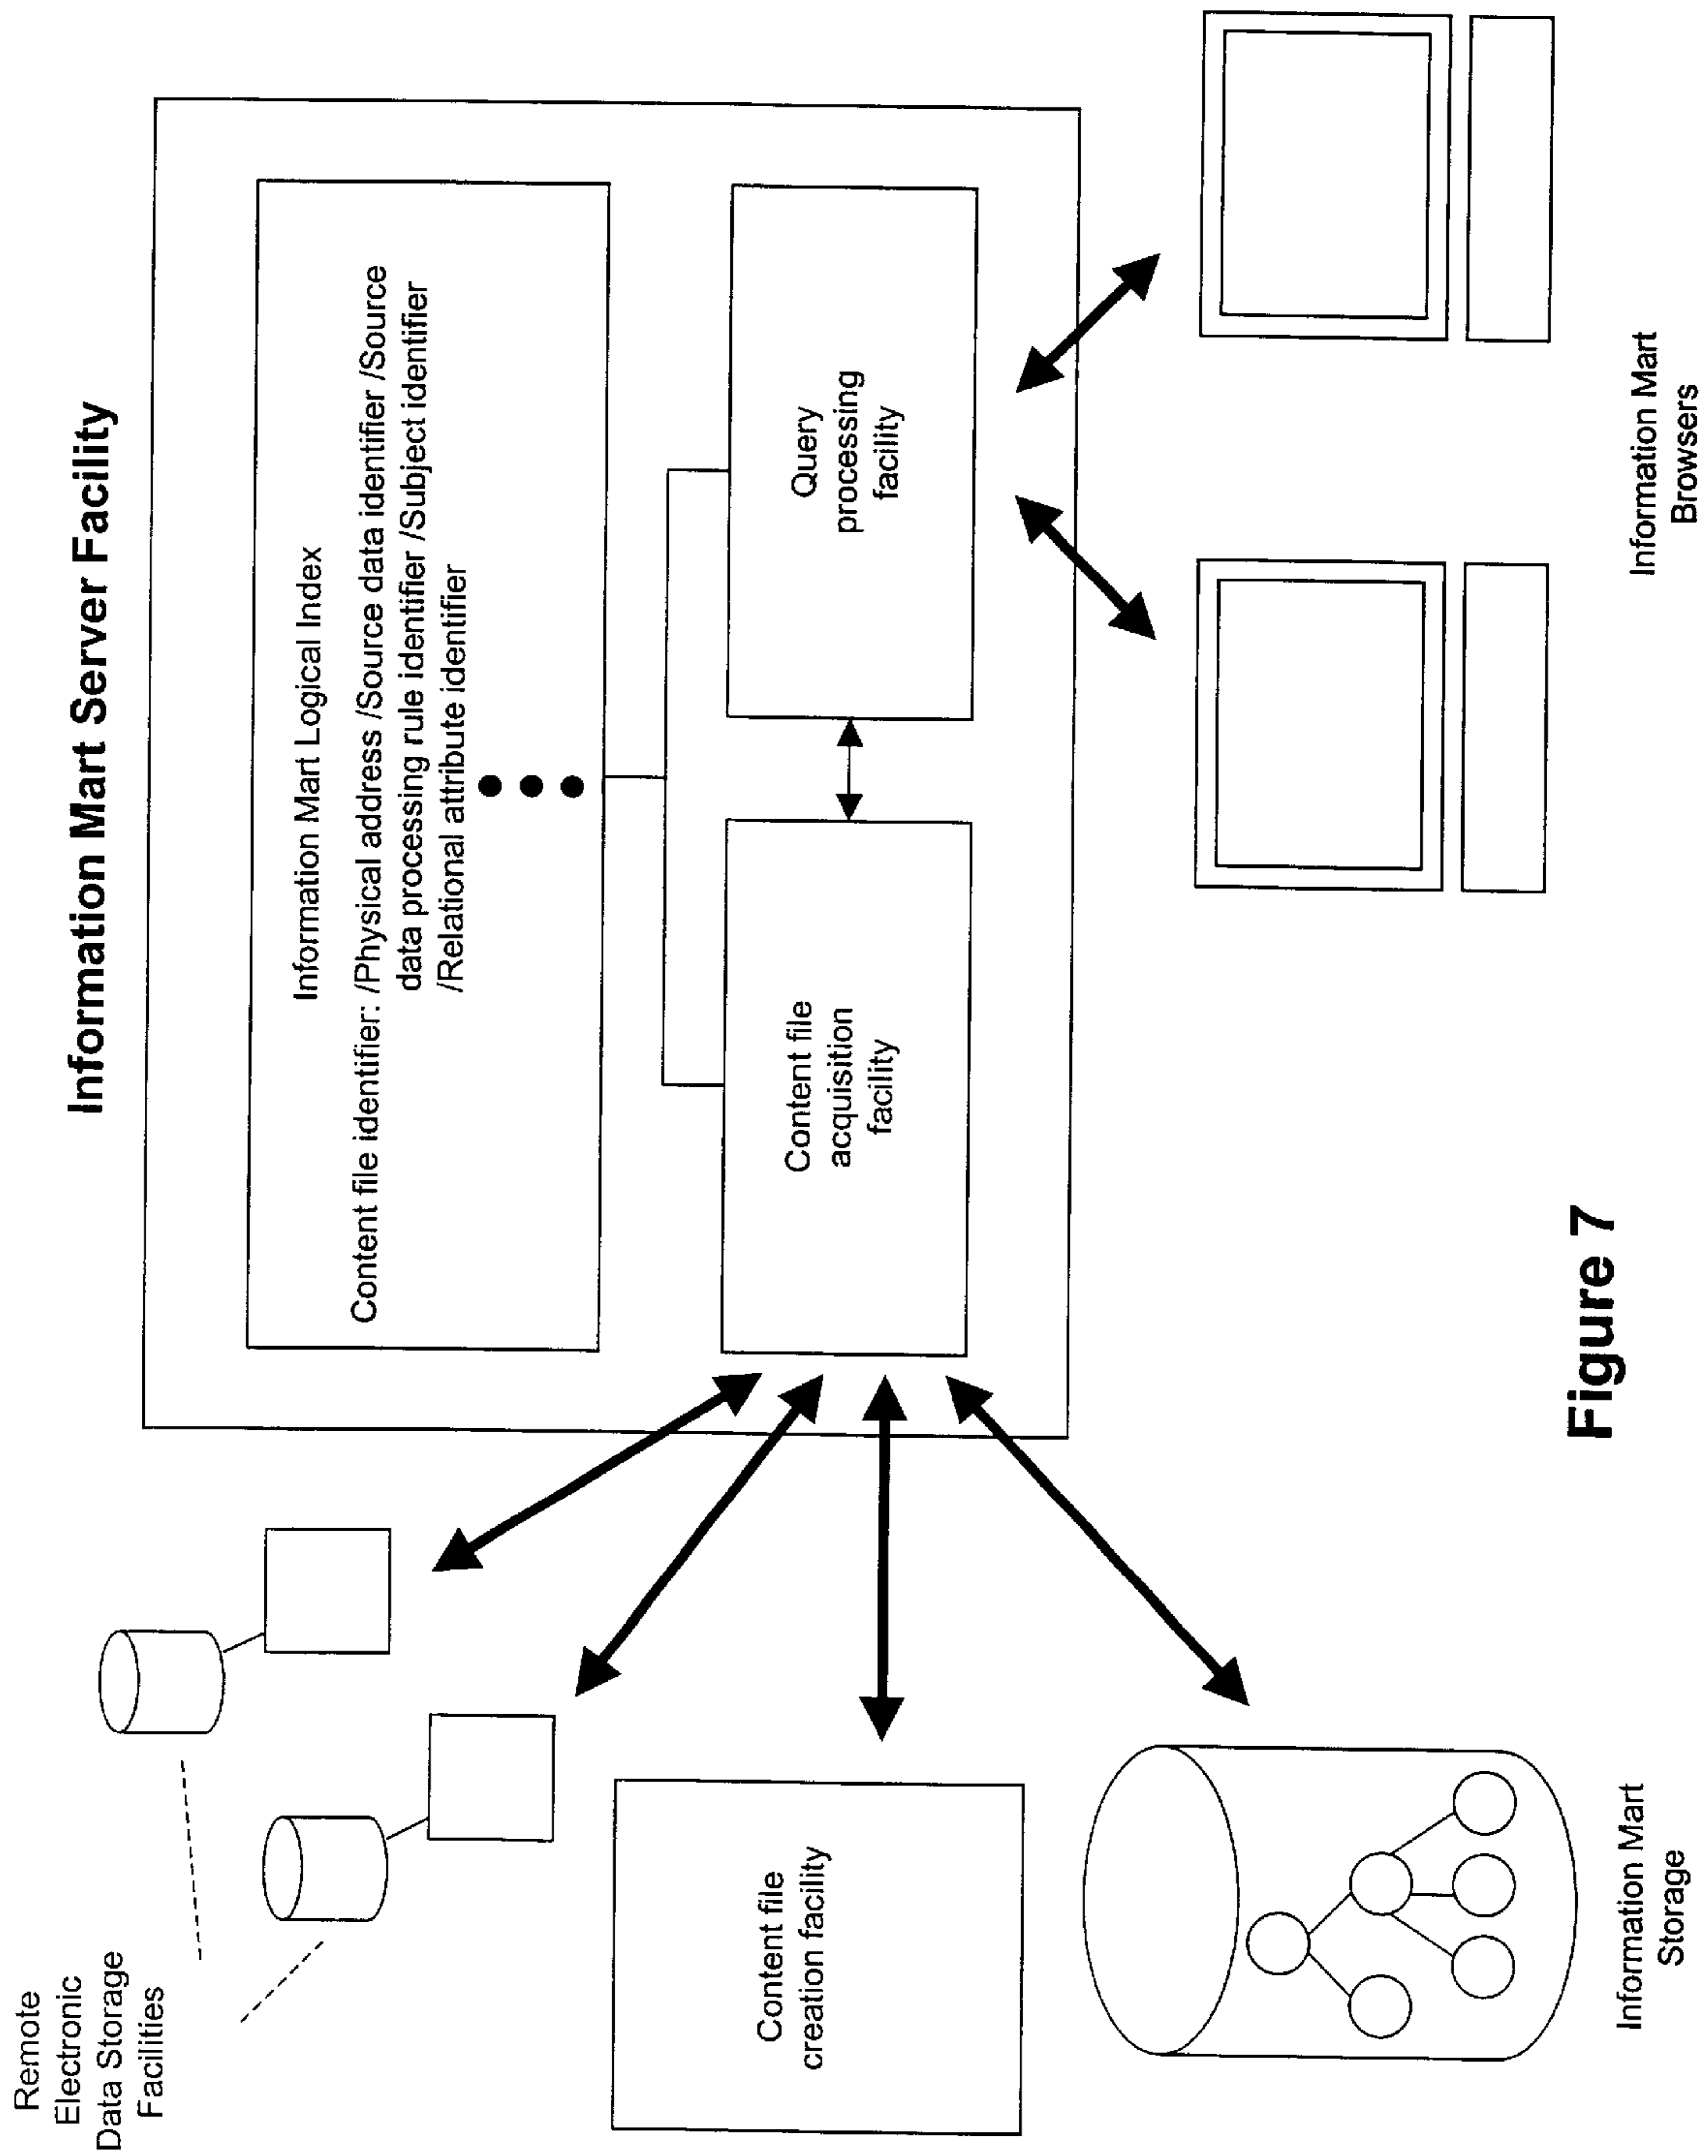 Information Mart Server Facility
Remote
Electronic
Data Storage
Facilities
Information Mart Logical Index
Content file identifier: /Physical address /Source data identifier /Source
data processing rule identifier /Subject identifier
/Relational attribute identifier
Content file
acquisition
facility
Query
processing
facility
Content file
creation facility
Information Mart
Storage
Information Mart
Browsers
Figure 7